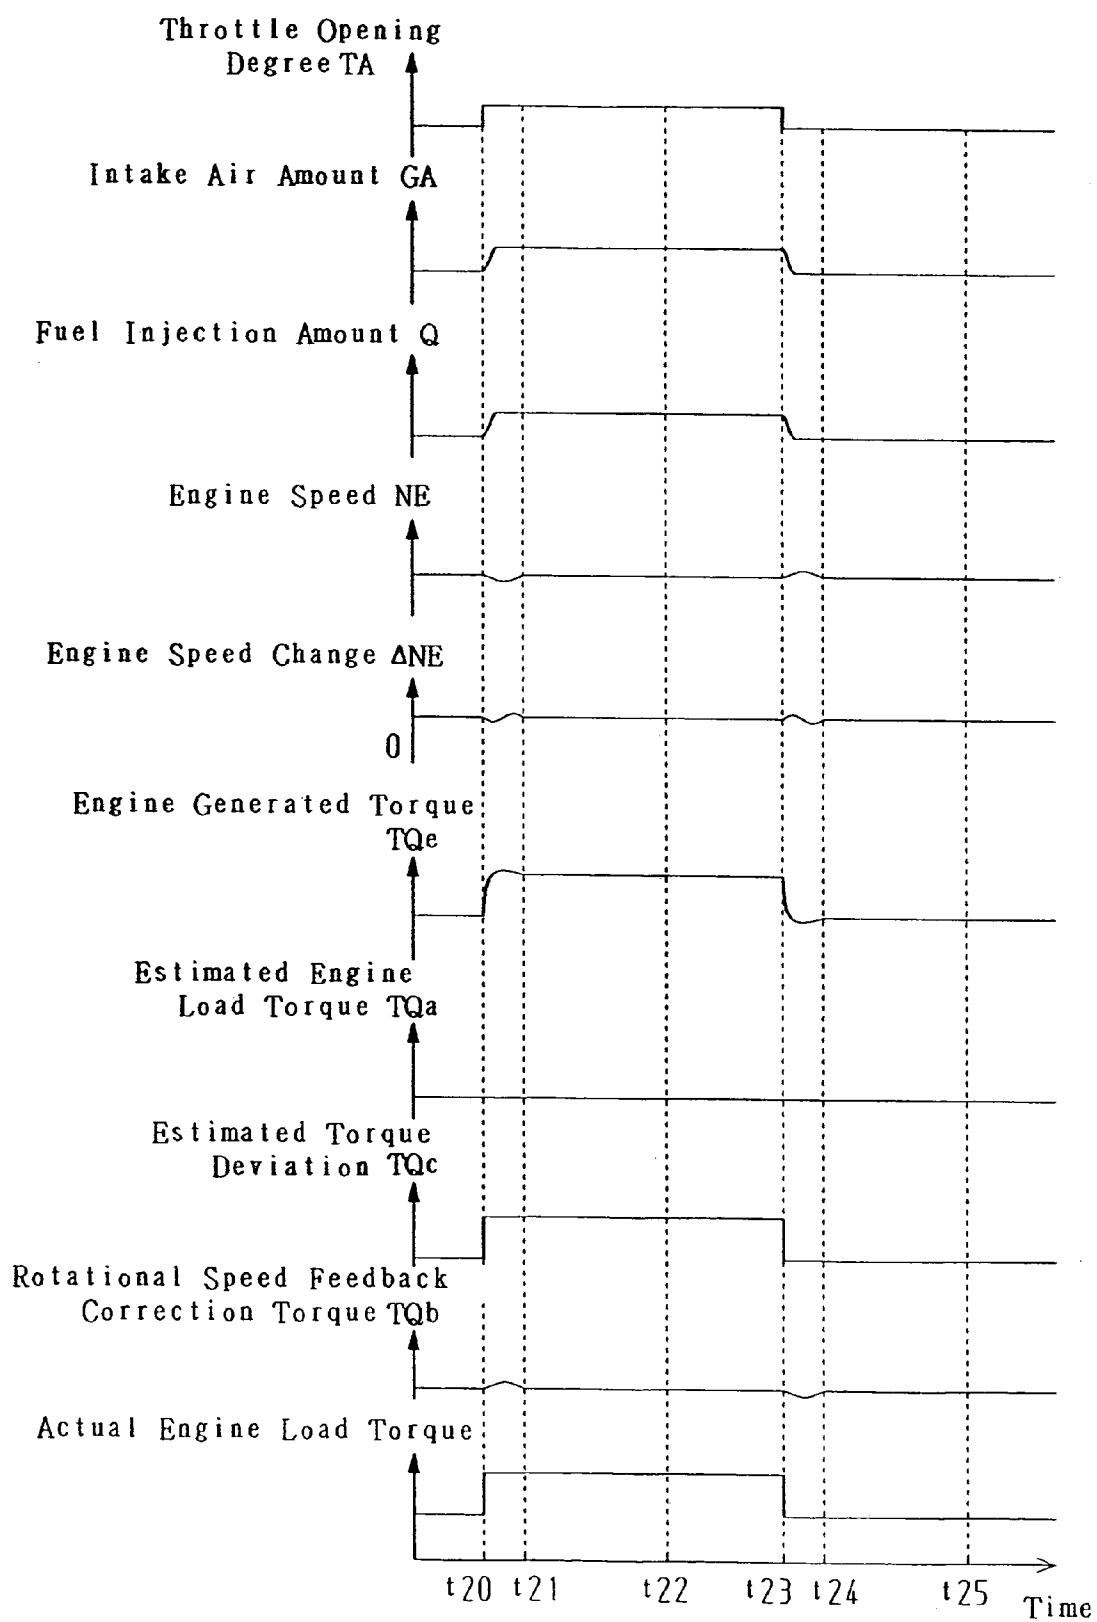 Throttle Opening
Degree TA
Intake Air Amount GA
Fuel Injection Amount Q
Engine Speed NE
Engine Speed Change ΔNE
0
Engine Generated Torque
TQe
Estimated Engine
Load Torque TQa
Estimated Torque
Deviation TQc
Rotational Speed Feedback
Correction Torque TQb
Actual Engine Load Torque
t20 t21 t22 t23 t24 t25
Time